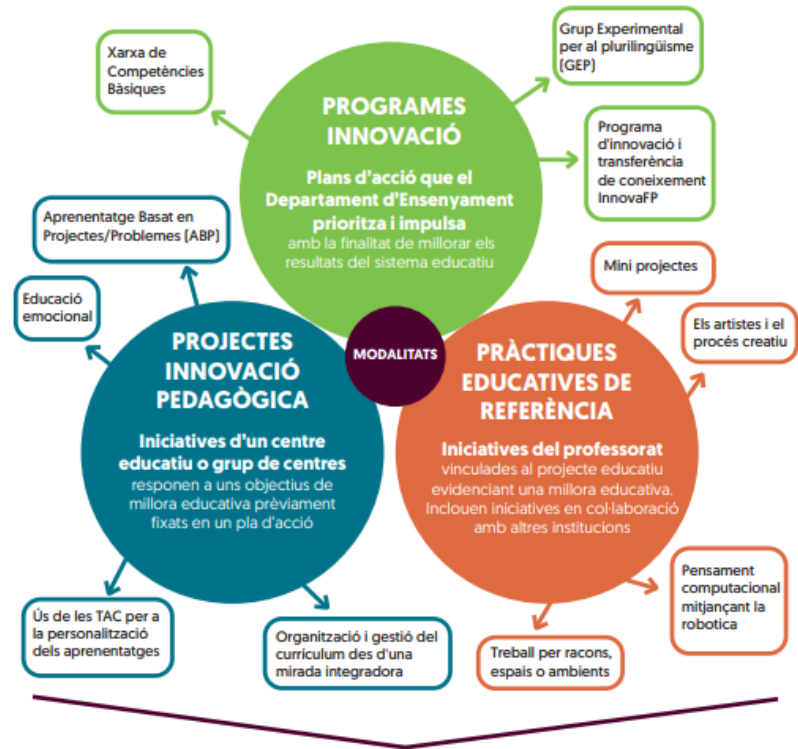 Xarxa de
Competències
Bàsiques
Grup Experimental
per al plurilingüisme
(GEP)
PROGRAMES
INNOVACIÓ
Plans d'acció que el
Departament d'Ensenyament
prioritza i impulsa
amb la finalitat de millorar els
resultats del sistema educatiu
Programa
d'innovació i
transferència
de coneixement
InnovaFP
Aprenentatge Basat en
Projectes/Problemes (ABP)
Educació
emocional
Mini projectes
Els artistes i el
procés creatiu
MODALITATS
PROJECTES
INNOVACIÓ
PEDAGÒGICA
Iniciatives d'un centre
educatiu o grup de centres
responen a uns objectius de
millora educativa prèviament
fixats en un pla d'acció
PRÀCTIQUES
EDUCATIVES DE
REFERÈNCIA
Iniciatives del professorat
vinculades al projecte educatiu
evidenciant una millora educativa.
Inclouen iniciatives en col·laboració
amb altres institucions
Ús de les TAC per a
la personalització
dels aprenentatges
Organització i gestió del
currículum des d'una
mirada integradora
Treball per racons,
espais o ambients
Pensament
computacional
mitjançant la
robotica